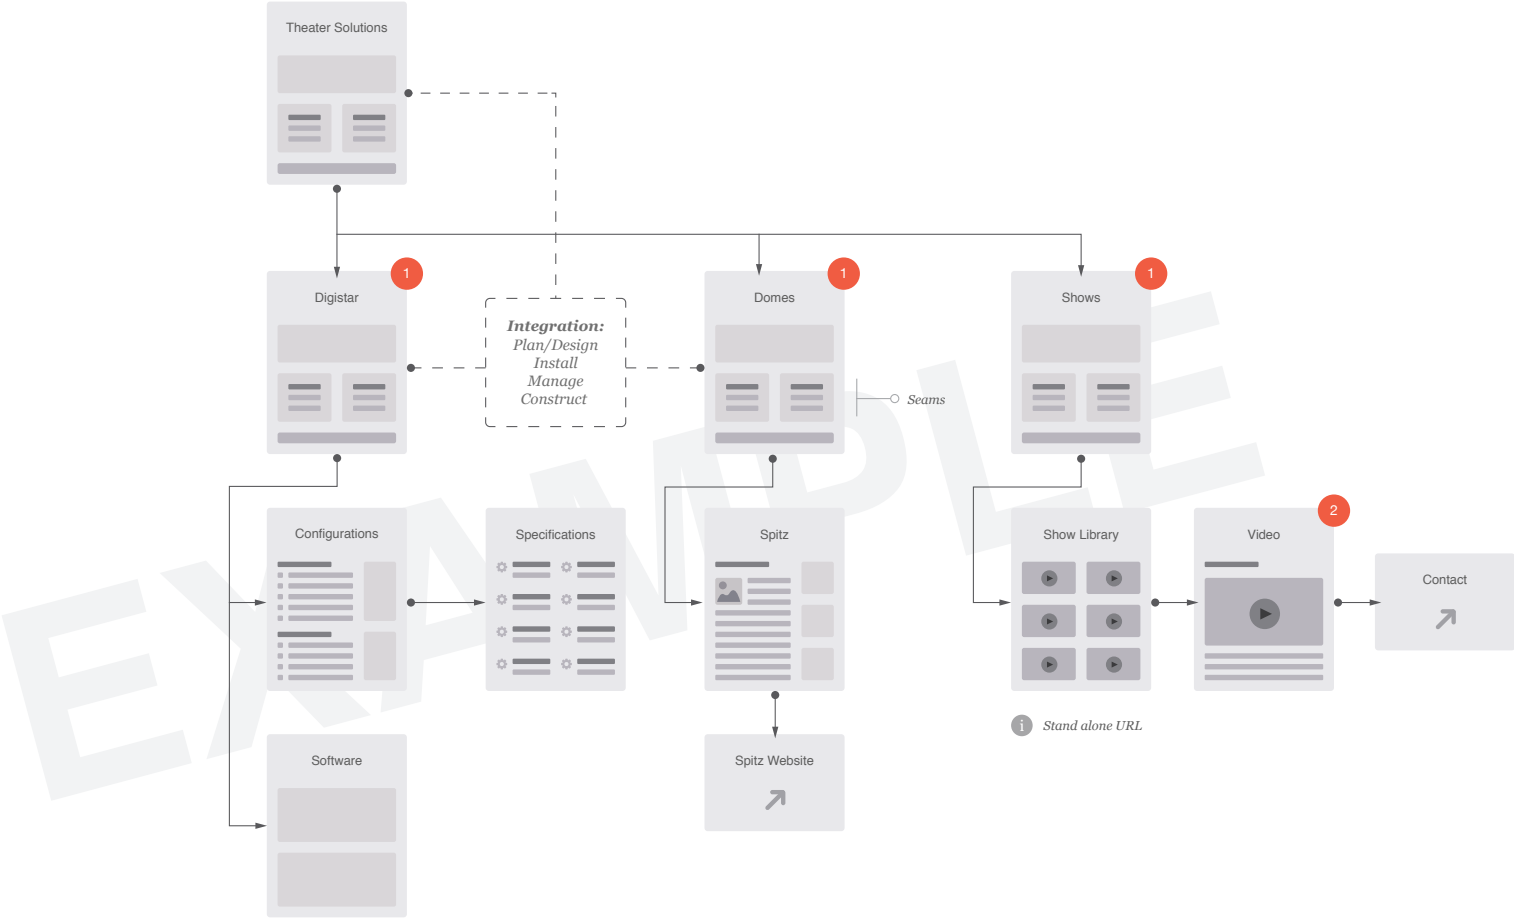 Theater Solutions
Digistar
1
Integration:
Plan/Design
Install
Manage
Construct
Domes
1
Seams
Shows
1
Configurations
Specifications
Spitz
Show Library
Video
2
Contact
i
Stand alone URL
Software
Spitz Website
EXAMPLE